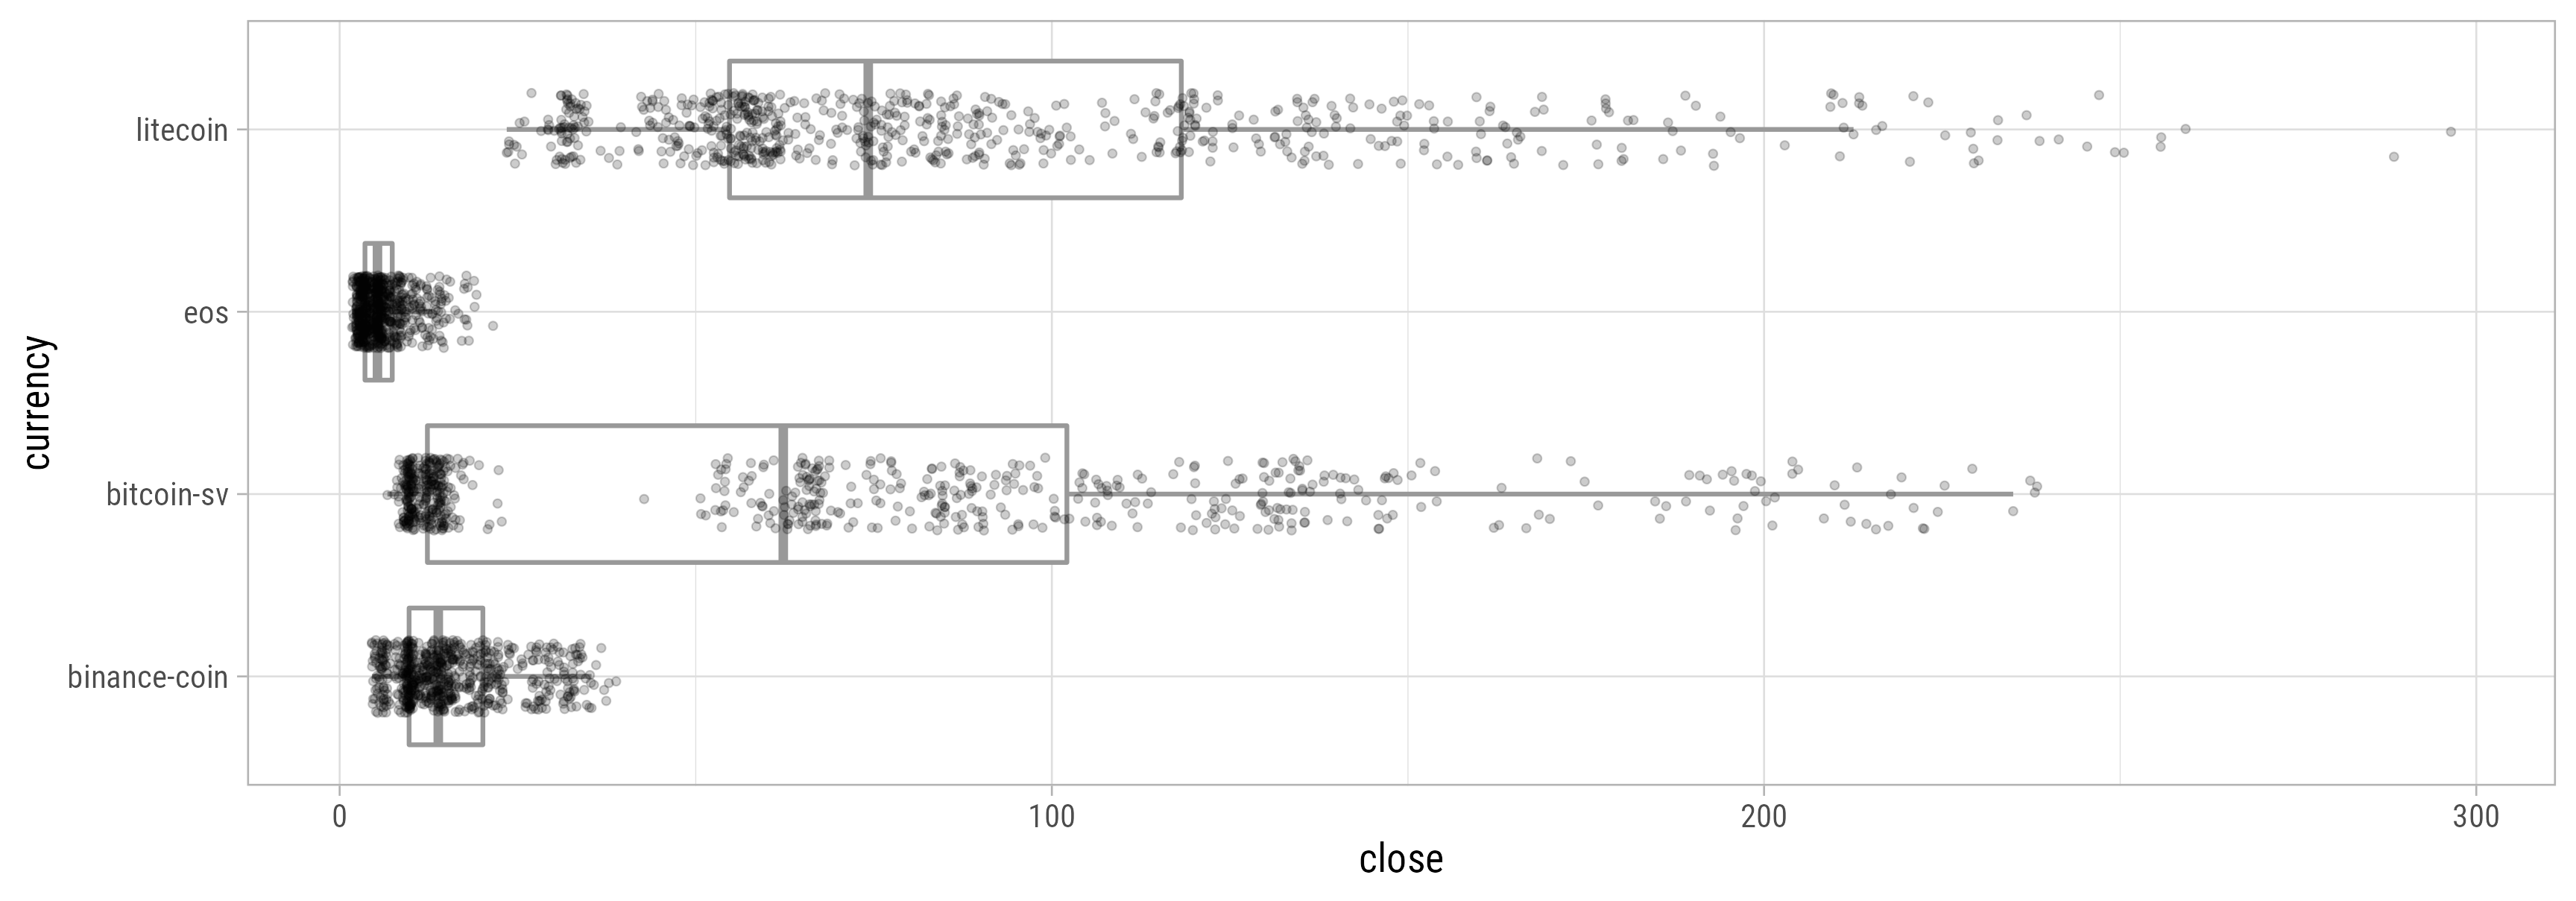 litecoin
eos
bitcoin-sv
binance-coin
currency
0 100 200 300
close